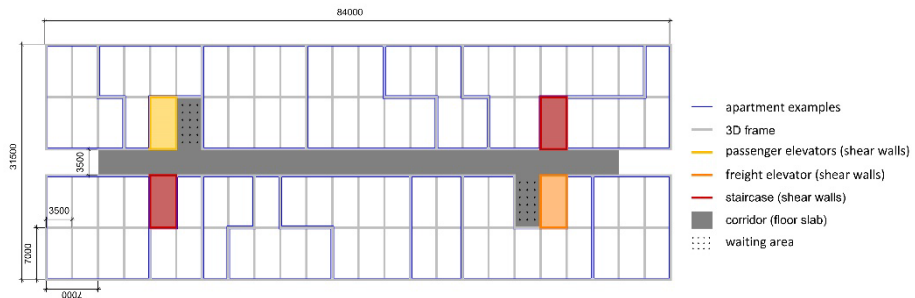 84000
31500
3500
3500
7000
7000
apartment examples
3D frame
passenger elevators (shear walls)
freight elevator (shear walls)
staircase (shear walls)
corridor (floor slab)
waiting area